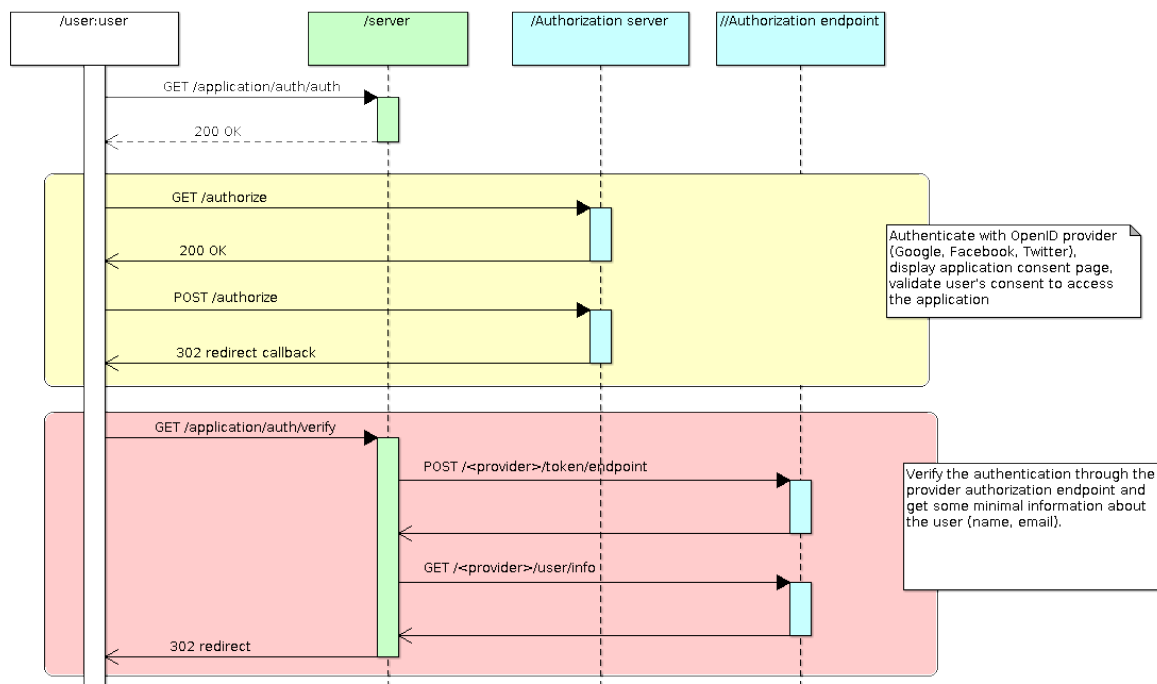 /user:user
/server
/Authorization server
//Authorization endpoint
GET /application/auth/auth
200 OK
GET /authorize
200 OK
POST /authorize
302 redirect callback
Authenticate with OpenID provider
(Google, Facebook, Twitter),
display application consent page,
validate user's consent to access
the application
GET /application/auth/verify
POST /<provider>/token/endpoint
GET /<provider>/user/info
302 redirect
Verify the authentication through the
provider authorization endpoint and
get some minimal information about
the user (name, email).